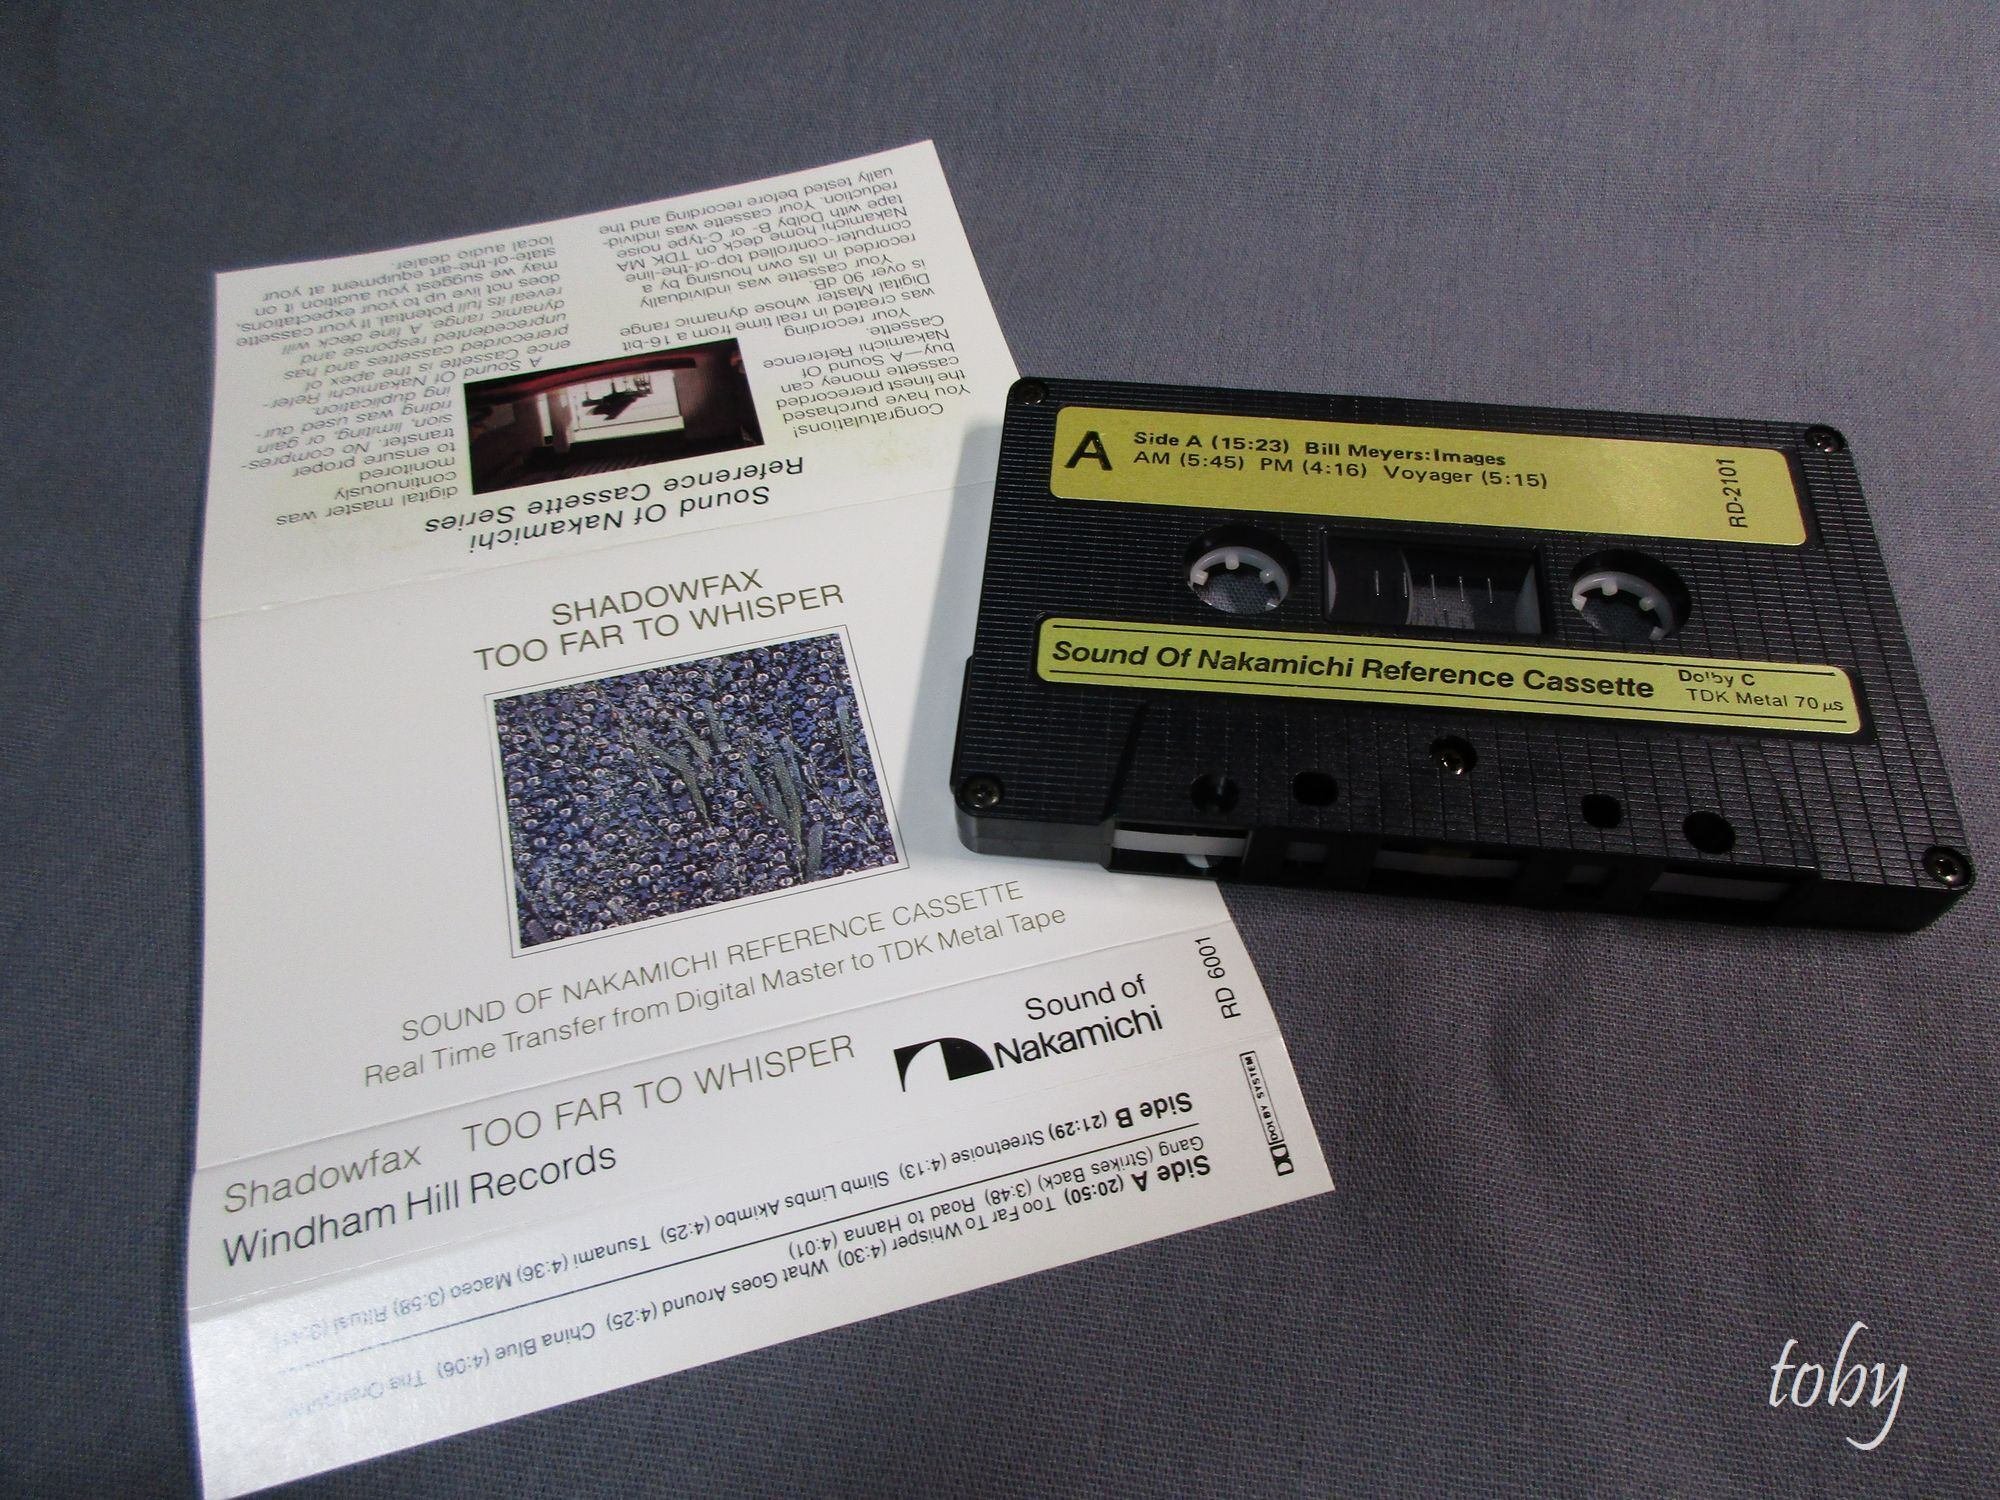 Congratulations!
You have purchased
the finest prerecorded
cassette money can
buy—A Sound Of
Nakamichi Reference
Cassette.
Your recording
was created in real time from a 16-bit
Digital Master whose dynamic range
is over 90 dB.
Your cassette was individually
recorded in its own housing by a
computer-controlled top-of-the-line
Nakamichi home deck on TDK MA
tape with Dolby B- or C-type noise
reduction. Your cassette was individ-
ually tested before recording and the
digital master was
continuously
monitored
to ensure proper
transfer. No compres-
sion, limiting, or gain
riding was used dur-
ing duplication.
A Sound Of Nakamichi Refer-
ence Cassette is the apex of
prerecorded cassettes and has
unprecedented response and
dynamic range. A fine deck will
reveal its full potential. If your cassette
does not live up to your expectations,
may we suggest you audition it on
state-of-the-art equipment at your
local audio dealer.
Sound Of Nakamichi
Reference Cassette Series
SHADOWFAX
TOO FAR TO WHISPER
SOUND OF NAKAMICHI REFERENCE CASSETTE
Real Time Transfer from Digital Master to TDK Metal Tape
Shadowfax TOO FAR TO WHISPER
Windham Hill Records
Sound of
Nakamichi
RD 6001
DOLBY SYSTEM
Side A (20:50) Too Far To Whisper (4:30) What Goes Around (4:25) China Blue (4:06) The
Gang (Strikes Back) (3:48) Road to Hanna (4:01)
Side B (21:29) Streetnoise (4:13) Slimb Limbs Akimbo (4:25) Tsunami (4:36) Maceo (3:58) Ritual
A
Side A (15:23) Bill Meyers: Images
AM (5:45) PM (4:16) Voyager (5:15)
RD-2101
Sound Of Nakamichi Reference Cassette
Dolby C
TDK Metal 70 µs
toby